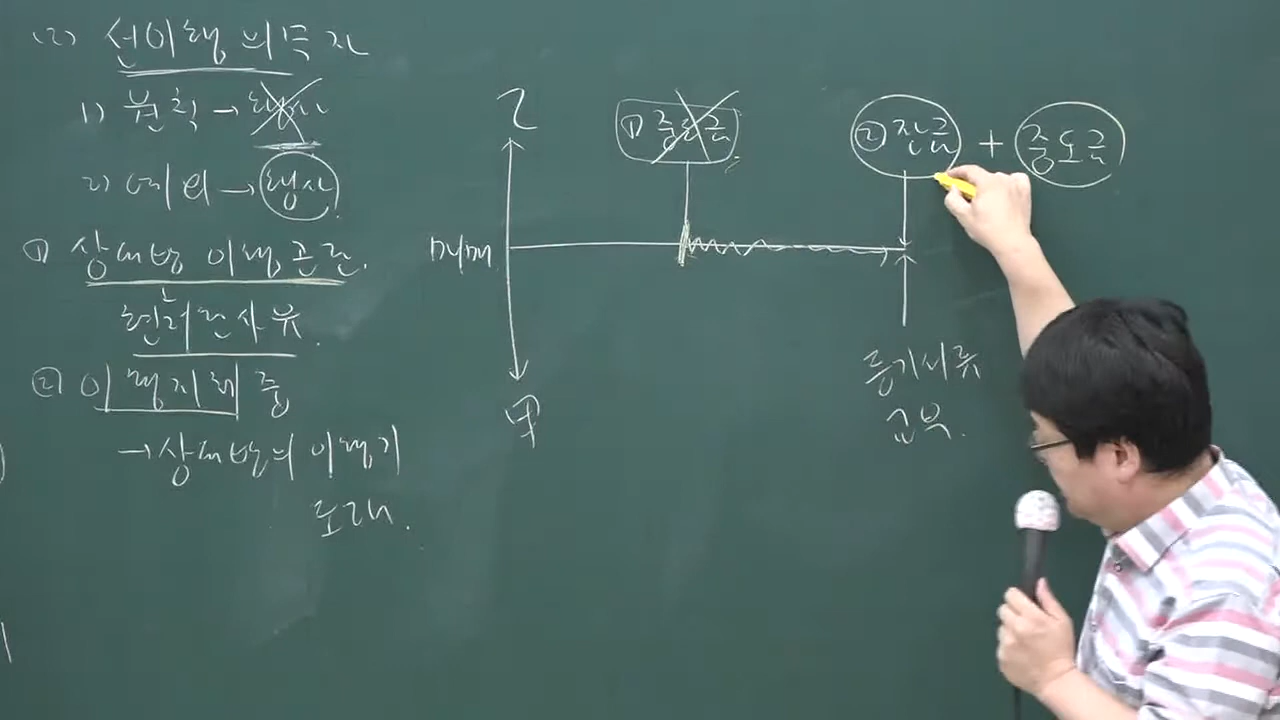 (2) 선이행 의무자
1) 원칙 → 행사
2) 예외 → 행사.
① 상대방 이행곤란.
현저한 사유.
② 이행지체 중
→ 상대방의 이행기
도래.
乙
매매
甲
① 중도금
② 잔금 + 중도금
등기서류
교부.